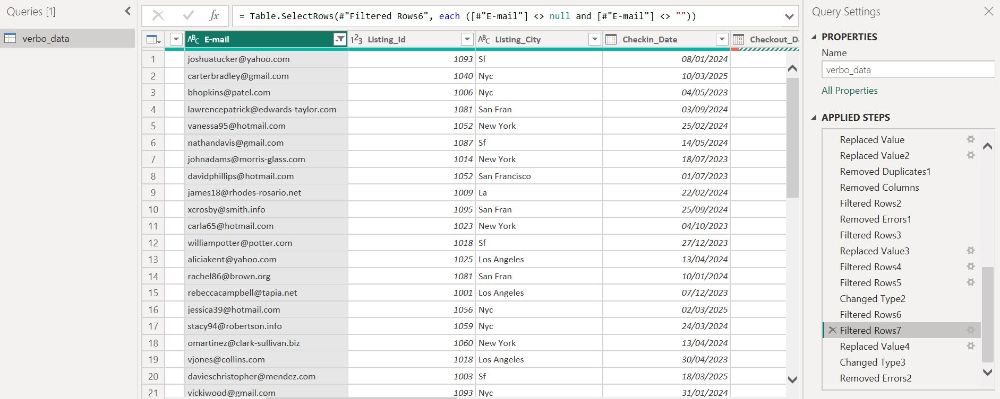 Queries [1]
verbo_data
fx
= Table.SelectRows(#"Filtered Rows6", each ([#"E-mail"] <> null and [#"E-mail"] <> ""))
ABC E-mail 123 Listing_Id ABC Listing_City Checkin_Date Checkout_Da
1 joshuatucker@yahoo.com 1093 Sf 08/01/2024
2 carterbradley@gmail.com 1040 Nyc 10/03/2025
3 bhopkins@patel.com 1006 Nyc 04/05/2023
4 lawrencepatrick@edwards-taylor.com 1081 San Fran 03/09/2024
5 vanessa95@hotmail.com 1052 New York 25/02/2024
6 nathandavis@gmail.com 1087 Sf 14/05/2024
7 johnadams@morris-glass.com 1014 New York 18/07/2023
8 davidphillips@hotmail.com 1052 San Francisco 01/07/2023
9 james18@rhodes-rosario.net 1009 La 22/02/2024
10 xcrosby@smith.info 1095 San Fran 25/09/2024
11 carla65@hotmail.com 1023 New York 04/10/2023
12 williampotter@potter.com 1018 Sf 27/12/2023
13 aliciakent@yahoo.com 1025 Los Angeles 13/04/2024
14 rachel86@brown.org 1081 San Fran 10/01/2024
15 rebeccacampbell@tapia.net 1001 Los Angeles 07/12/2023
16 jessica39@hotmail.com 1056 Nyc 02/03/2025
17 stacy94@robertson.info 1059 Nyc 24/03/2024
18 omartinez@clark-sullivan.biz 1060 New York 13/04/2024
19 vjones@collins.com 1018 Los Angeles 30/04/2023
20 davieschristopher@mendez.com 1003 Sf 18/03/2025
21 vickiwood@gmail.com 1093 Nyc 31/01/2024
Query Settings
PROPERTIES
Name
verbo_data
All Properties
APPLIED STEPS
Replaced Value
Replaced Value2
Removed Duplicates1
Removed Columns
Filtered Rows2
Removed Errors1
Filtered Rows3
Replaced Value3
Filtered Rows4
Filtered Rows5
Changed Type2
Filtered Rows6
Filtered Rows7
Replaced Value4
Changed Type3
Removed Errors2